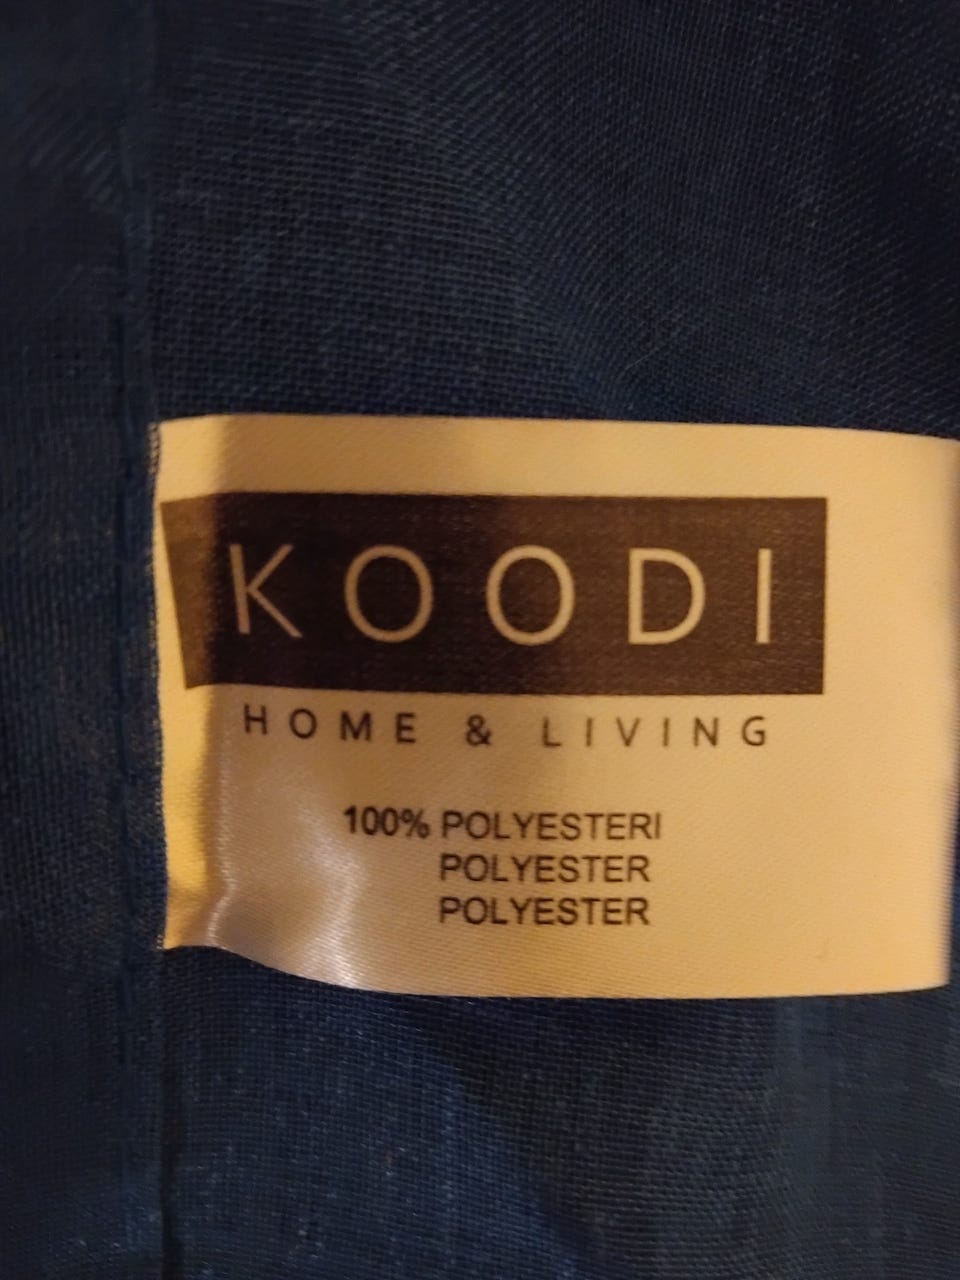 KOODI
HOME & LIVING
100% POLYESTERI
POLYESTER
POLYESTER